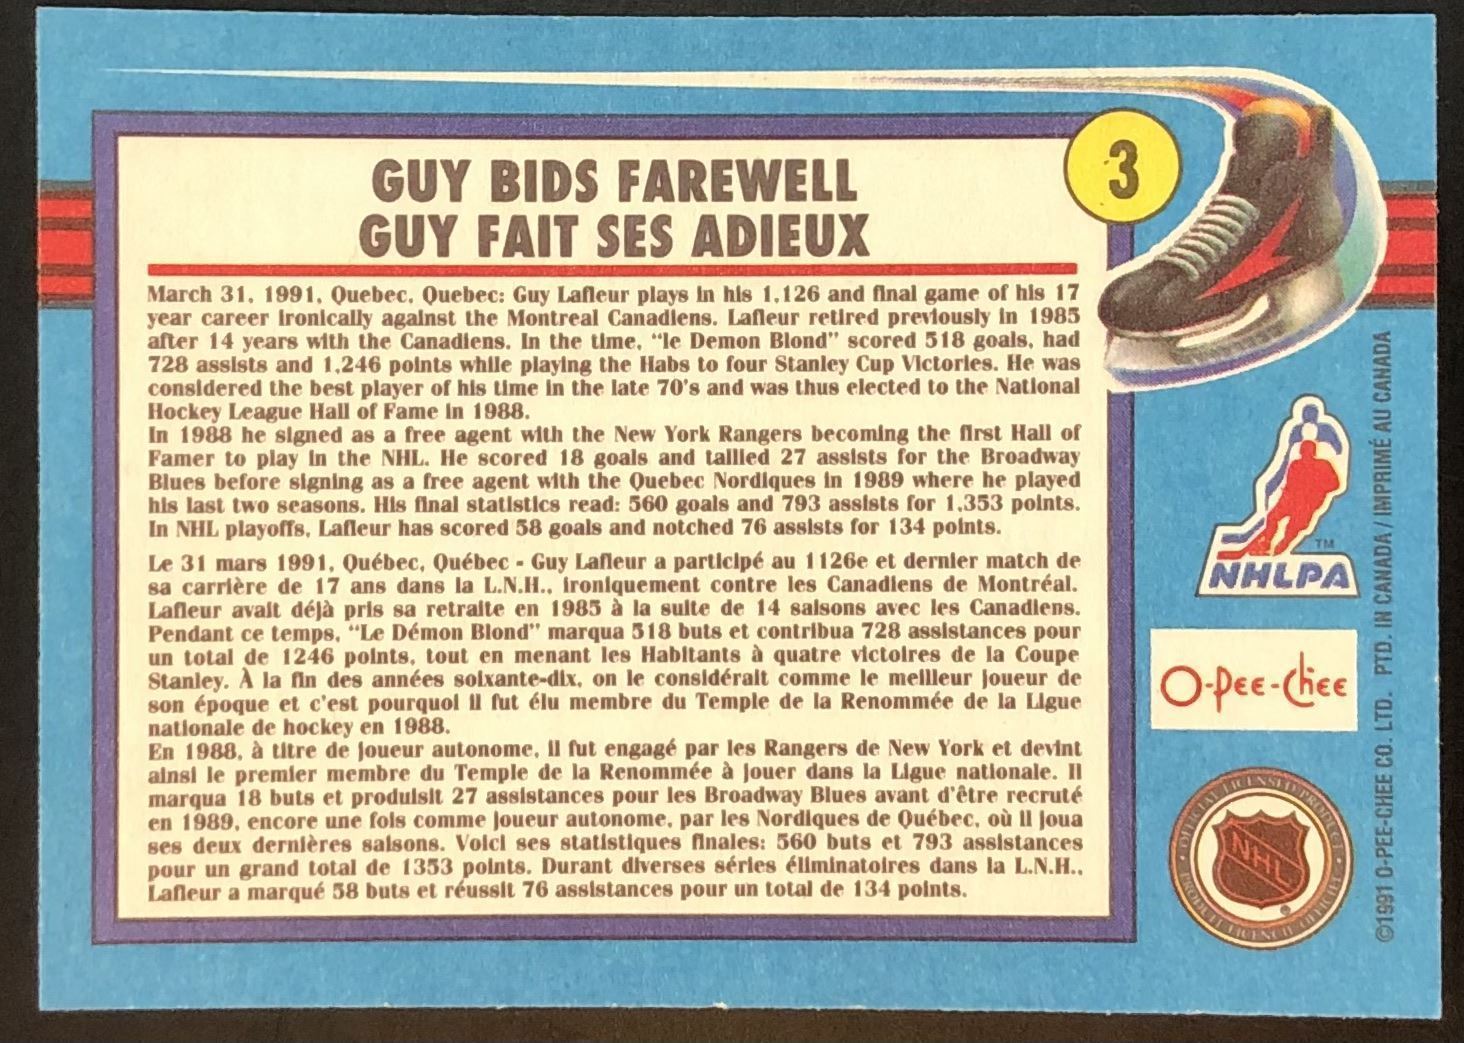 GUY BIDS FAREWELL
GUY FAIT SES ADIEUX
3
March 31, 1991, Quebec, Quebec: Guy Lafleur plays in his 1,126 and final game of his 17
year career ironically against the Montreal Canadiens. Lafleur retired previously in 1985
after 14 years with the Canadiens. In the time, “le Demon Blond” scored 518 goals, had
728 assists and 1,246 points while playing the Habs to four Stanley Cup Victories. He was
considered the best player of his time in the late 70's and was thus elected to the National
Hockey League Hall of Fame in 1988.
In 1988 he signed as a free agent with the New York Rangers becoming the first Hall of
Famer to play in the NHL. He scored 18 goals and tallied 27 assists for the Broadway
Blues before signing as a free agent with the Quebec Nordiques in 1989 where he played
his last two seasons. His final statistics read: 560 goals and 793 assists for 1,353 points.
In NHL playoffs, Lafleur has scored 58 goals and notched 76 assists for 134 points.
Le 31 mars 1991, Québec, Québec - Guy Lafleur a participé au 1126e et dernier match de
sa carrière de 17 ans dans la L.N.H., ironiquement contre les Canadiens de Montréal.
Lafleur avait déjà pris sa retraite en 1985 à la suite de 14 saisons avec les Canadiens.
Pendant ce temps, “Le Démon Blond” marqua 518 buts et contribua 728 assistances pour
un total de 1246 points, tout en menant les Habitants à quatre victoires de la Coupe
Stanley. À la fin des années soixante-dix, on le considérait comme le meilleur joueur de
son époque et c'est pourquoi il fut élu membre du Temple de la Renommée de la Ligue
nationale de hockey en 1988.
En 1988, à titre de joueur autonome, il fut engagé par les Rangers de New York et devint
ainsi le premier membre du Temple de la Renommée à jouer dans la Ligue nationale. Il
marqua 18 buts et produisit 27 assistances pour les Broadway Blues avant d'être recruté
en 1989, encore une fois comme joueur autonome, par les Nordiques de Québec, où il joua
ses deux dernières saisons. Voici ses statistiques finales: 560 buts et 793 assistances
pour un grand total de 1353 points. Durant diverses séries éliminatoires dans la L.N.H.,
Lafleur a marqué 58 buts et réussit 76 assistances pour un total de 134 points.
TM
NHLPA
O-Pee-Chee
OFFICIAL LICENSED PRODUCT
NHL
®
PRODUIT LICENCIÉ OFFICIEL
©1991 O-PEE-CHEE CO. LTD. PTD. IN CANADA / IMPRIMÉ AU CANADA